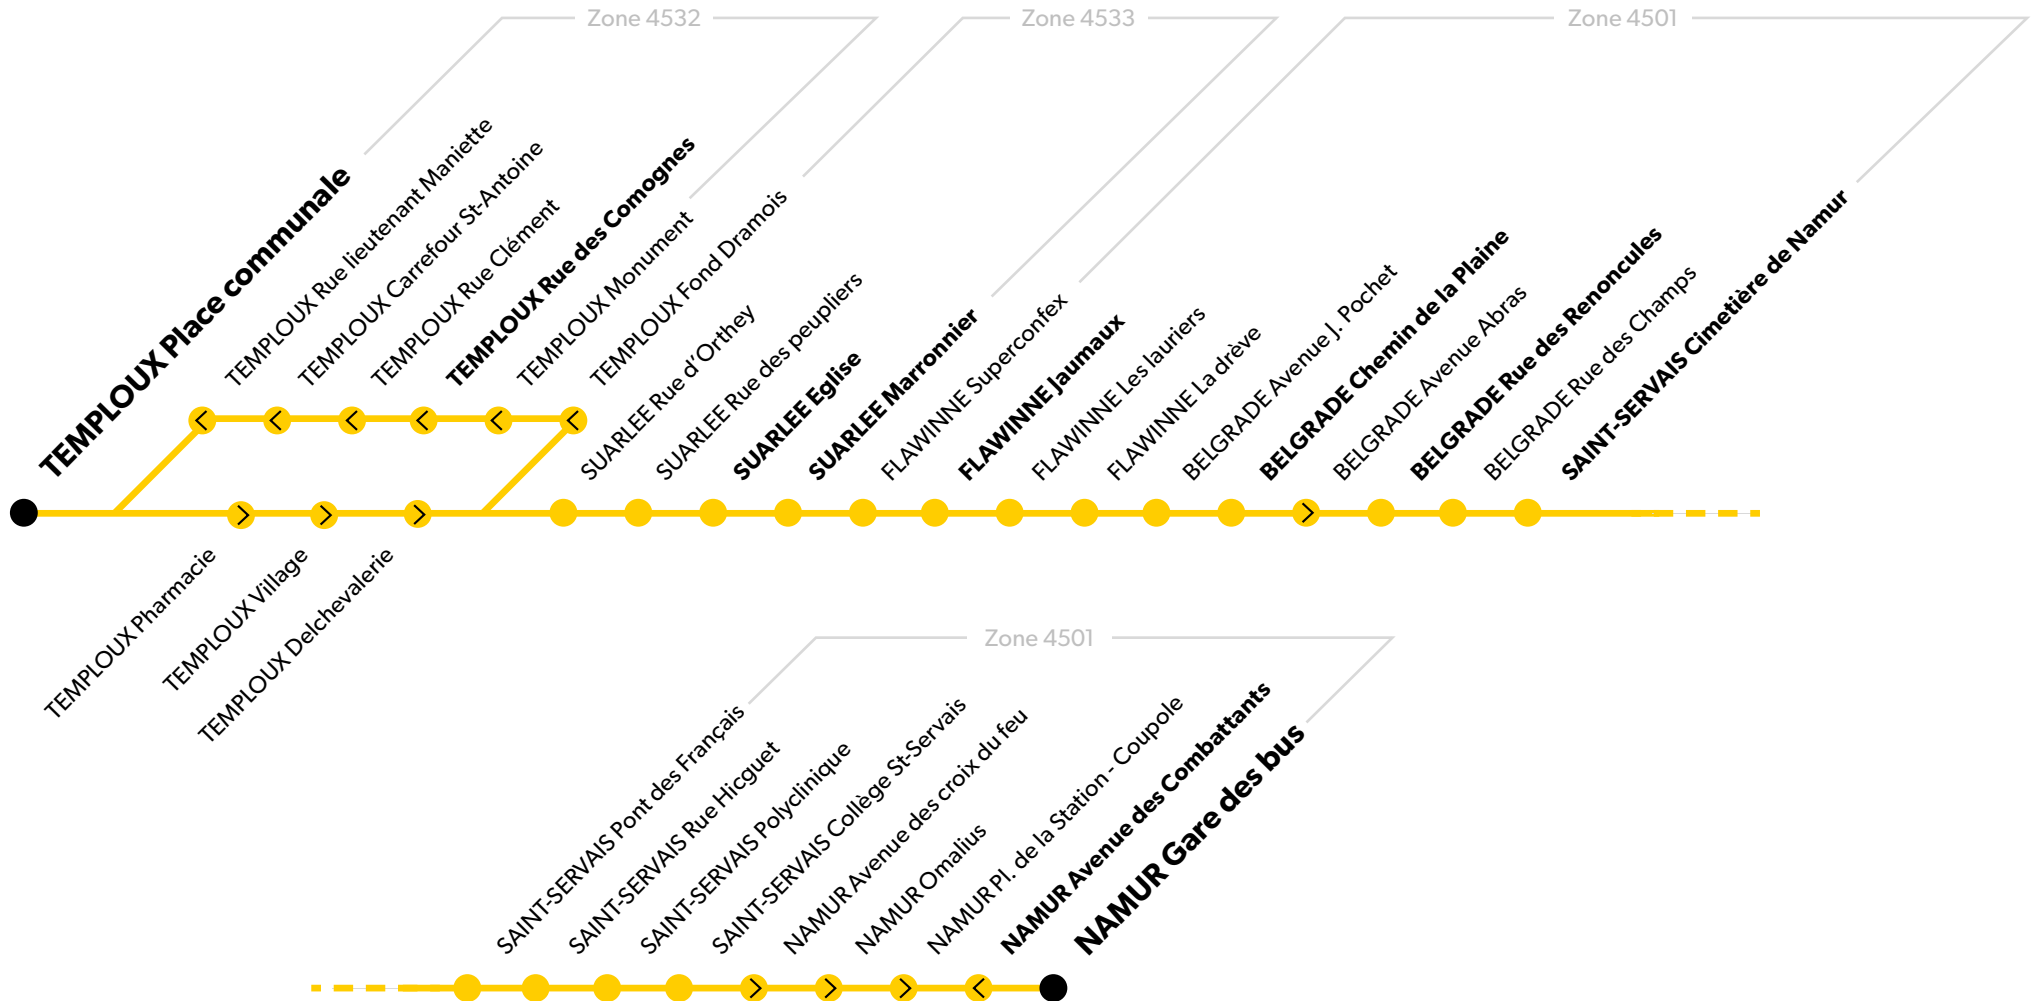 Zone 4532
Zone 4533
Zone 4501
TEMPLOUX Place communale
TEMPLOUX Rue lieutenant Maniette
TEMPLOUX Carrefour St-Antoine
TEMPLOUX Rue Clément
TEMPLOUX Rue des Comognes
TEMPLOUX Monument
TEMPLOUX Fond Dramois
SUARLEE Rue d'Orthey
SUARLEE Rue des peupliers
SUARLEE Eglise
SUARLEE Marronnier
FLAWINNE Superconfex
FLAWINNE Jaumaux
FLAWINNE Les lauriers
FLAWINNE La drève
BELGRADE Avenue J. Pochet
BELGRADE Chemin de la Plaine
BELGRADE Avenue Abras
BELGRADE Rue des Renoncules
BELGRADE Rue des Champs
SAINT-SERVAIS Cimetière de Namur
TEMPLOUX Pharmacie
TEMPLOUX Village
TEMPLOUX Delchevalerie
Zone 4501
SAINT-SERVAIS Pont des Français
SAINT-SERVAIS Rue Hicguet
SAINT-SERVAIS Polyclinique
SAINT-SERVAIS Collège St-Servais
NAMUR Avenue des croix du feu
NAMUR Omalius
NAMUR Pl. de la Station - Coupole
NAMUR Avenue des Combattants
NAMUR Gare des bus